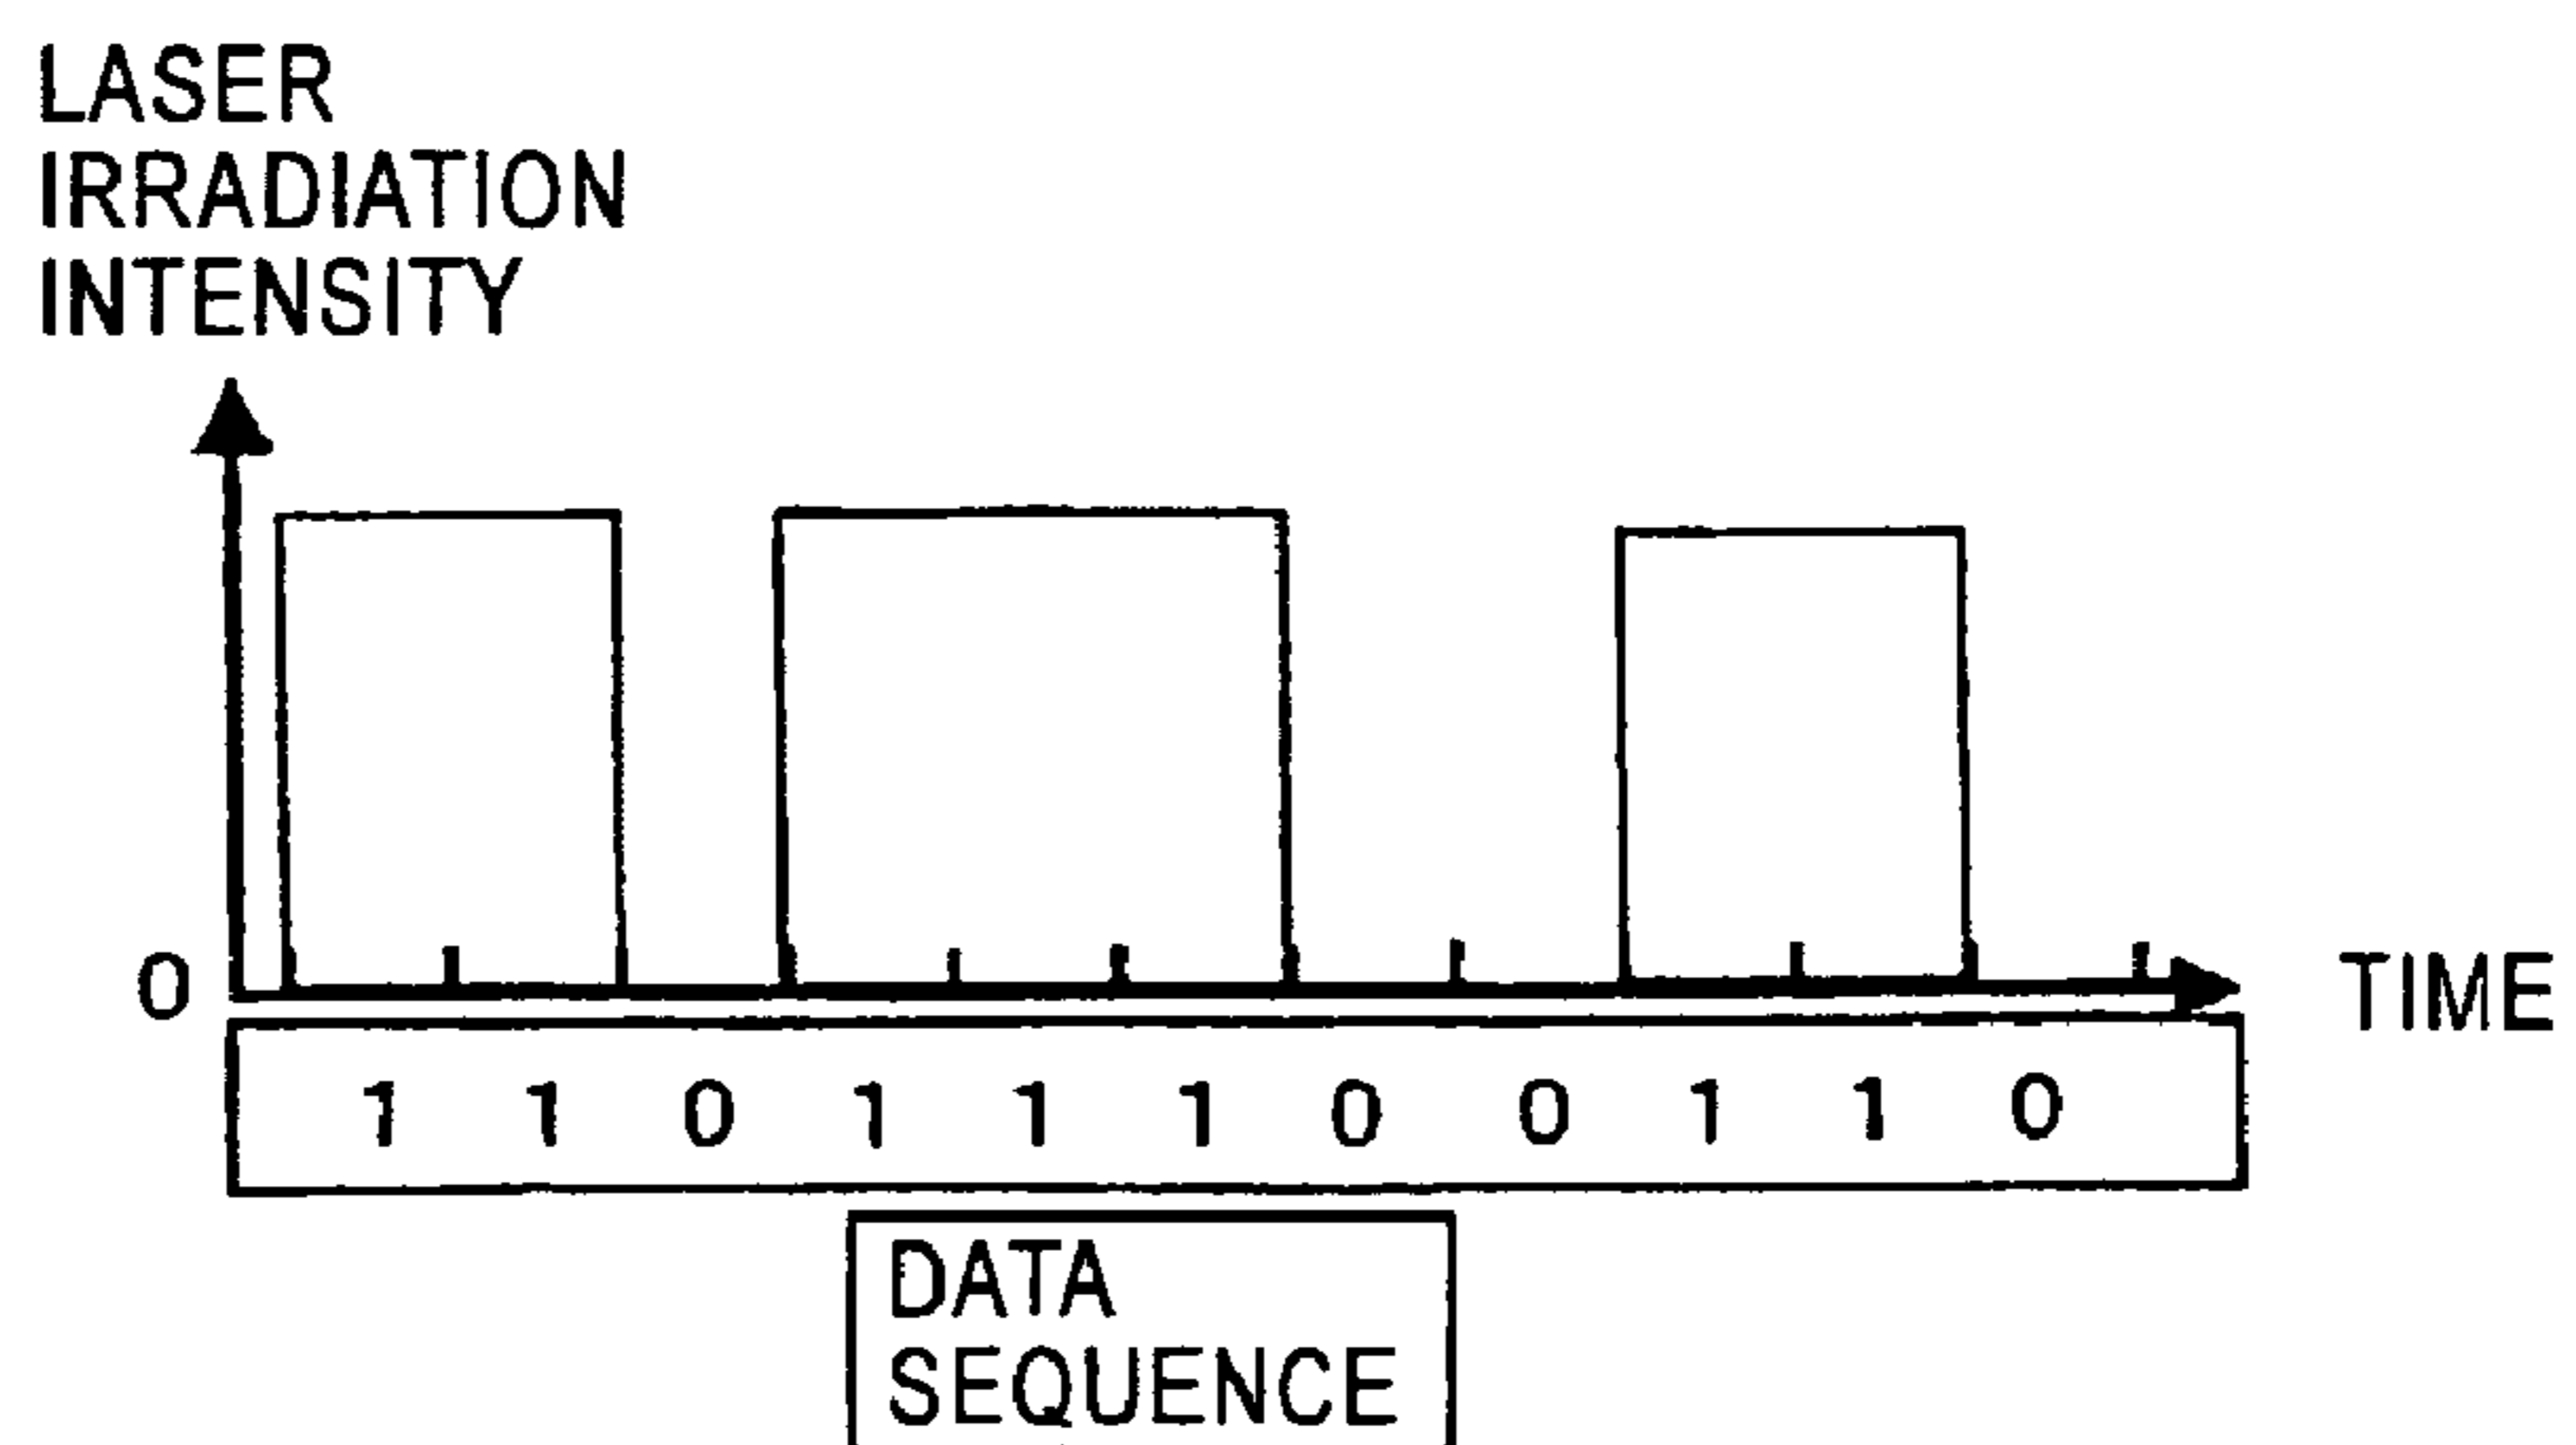 LASER
IRRADIATION
INTENSITY
0
TIME
1 1 0 1 1 1 0 0 1 1 0
DATA
SEQUENCE